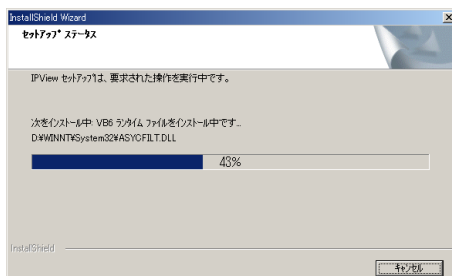 InstallShield Wizard
セットアップ ステータス
IPView セットアップは、要求された操作を実行中です。
次をインストール中: VB6 ランタイム ファイルをインストール中です...
D:¥WINNT¥System32¥ASYCFILT.DLL
43%
InstallShield
キャンセル